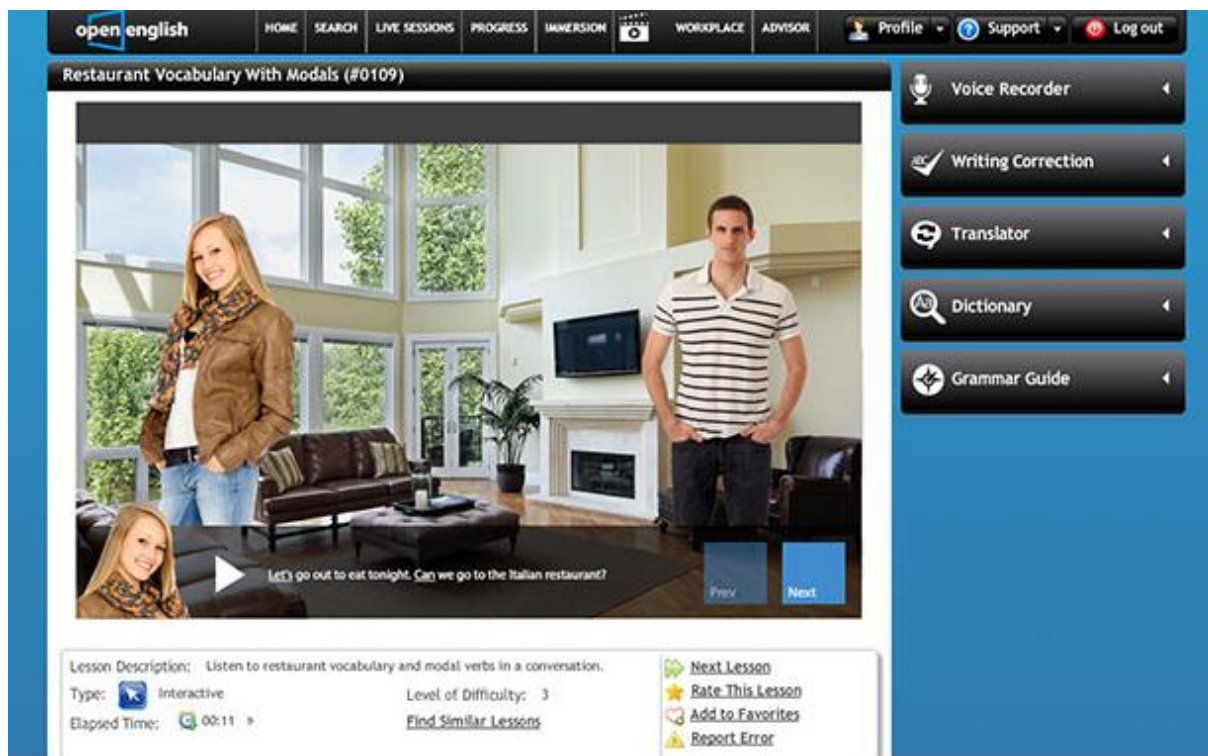 open english
HOME SEARCH LIVE SESSIONS PROGRESS IMMERSION WORKPLACE ADVISOR Profile Support Log out
Restaurant Vocabulary With Modals (#0109)
Voice Recorder
ABC Writing Correction
Translator
Aa Dictionary
Grammar Guide
Let's go out to eat tonight. Can we go to the Italian restaurant?
Prev Next
Lesson Description: Listen to restaurant vocabulary and modal verbs in a conversation.
Type: Interactive Level of Difficulty: 3
Elapsed Time: 00:11 Find Similar Lessons
Next Lesson
Rate This Lesson
Add to Favorites
Report Error